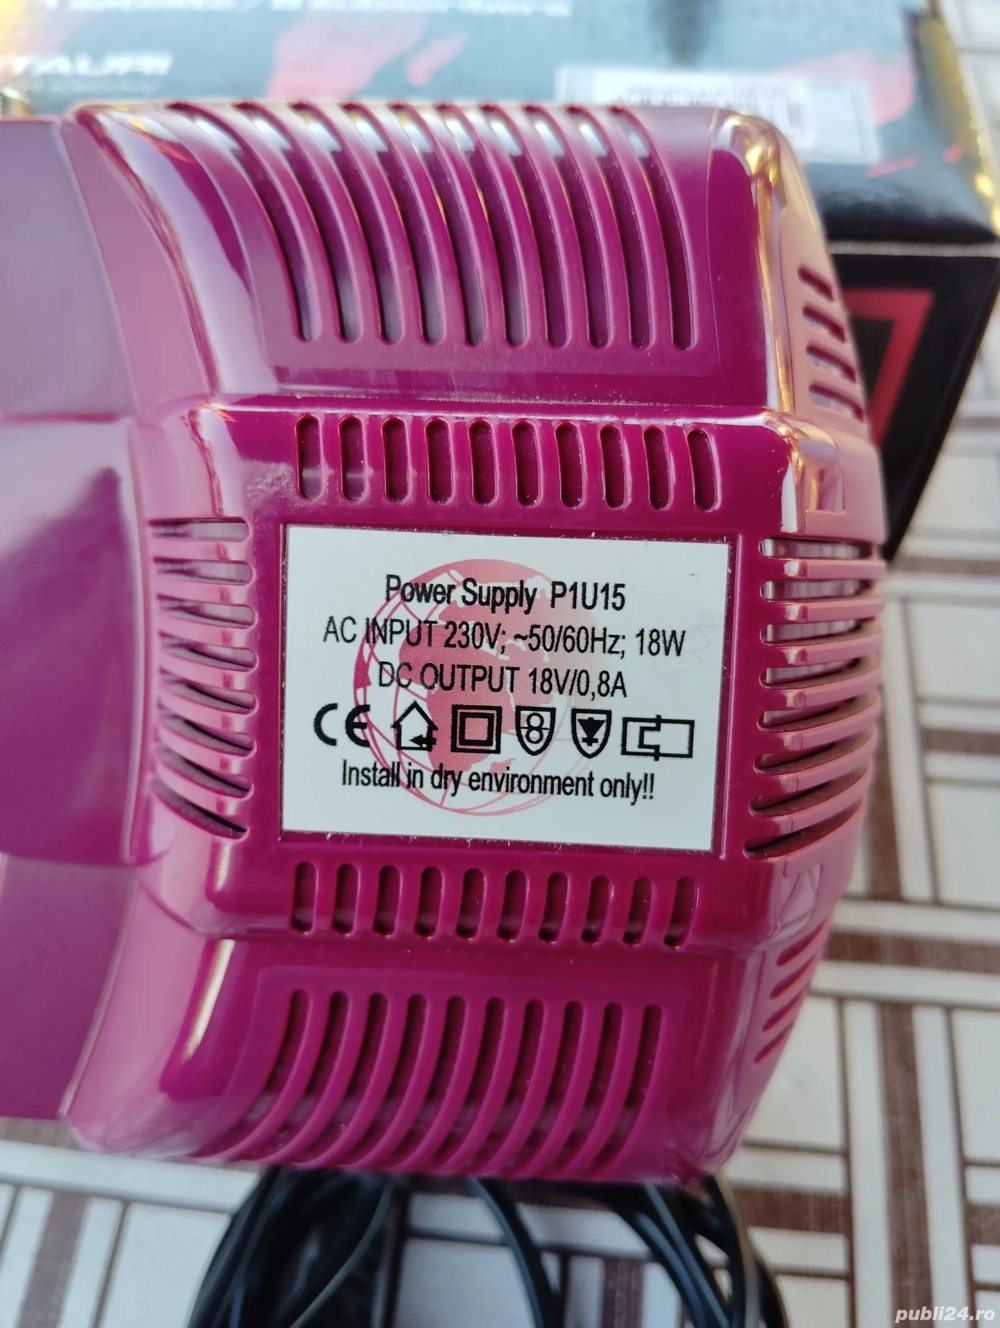 Power Supply P1U15
AC INPUT 230V; ~50/60Hz; 18W
DC OUTPUT 18V/0,8A
CE 8
Install in dry environment only!!
publi24.ro